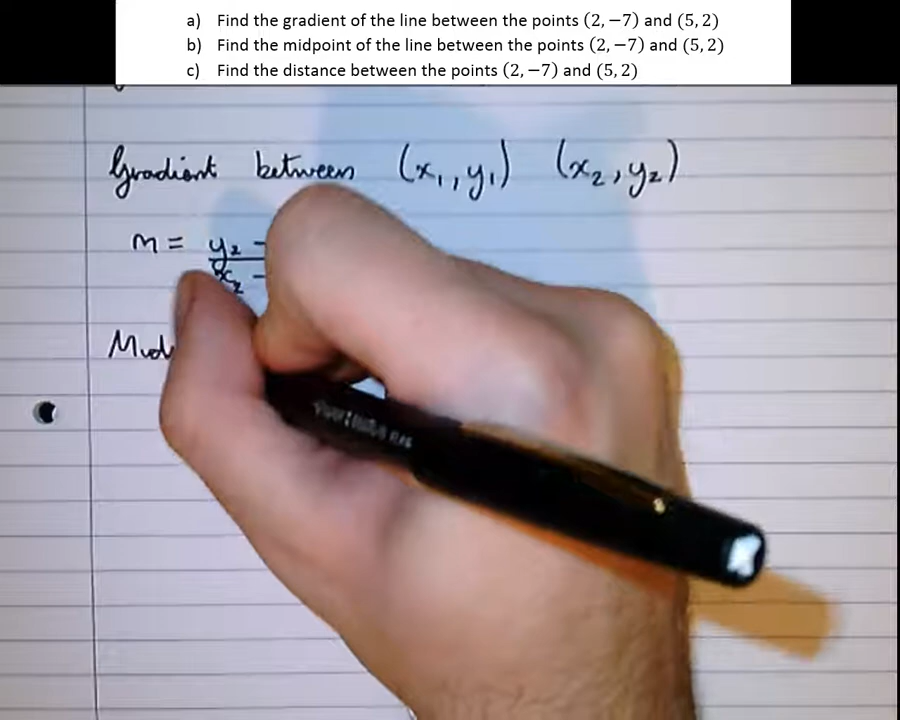 a) Find the gradient of the line between the points (2, −7) and (5, 2)
b) Find the midpoint of the line between the points (2, −7) and (5, 2)
c) Find the distance between the points (2, −7) and (5, 2)
Gradient between (x₁, y₁) (x₂, y₂)
m = y₂ −
x₂ −
Mid